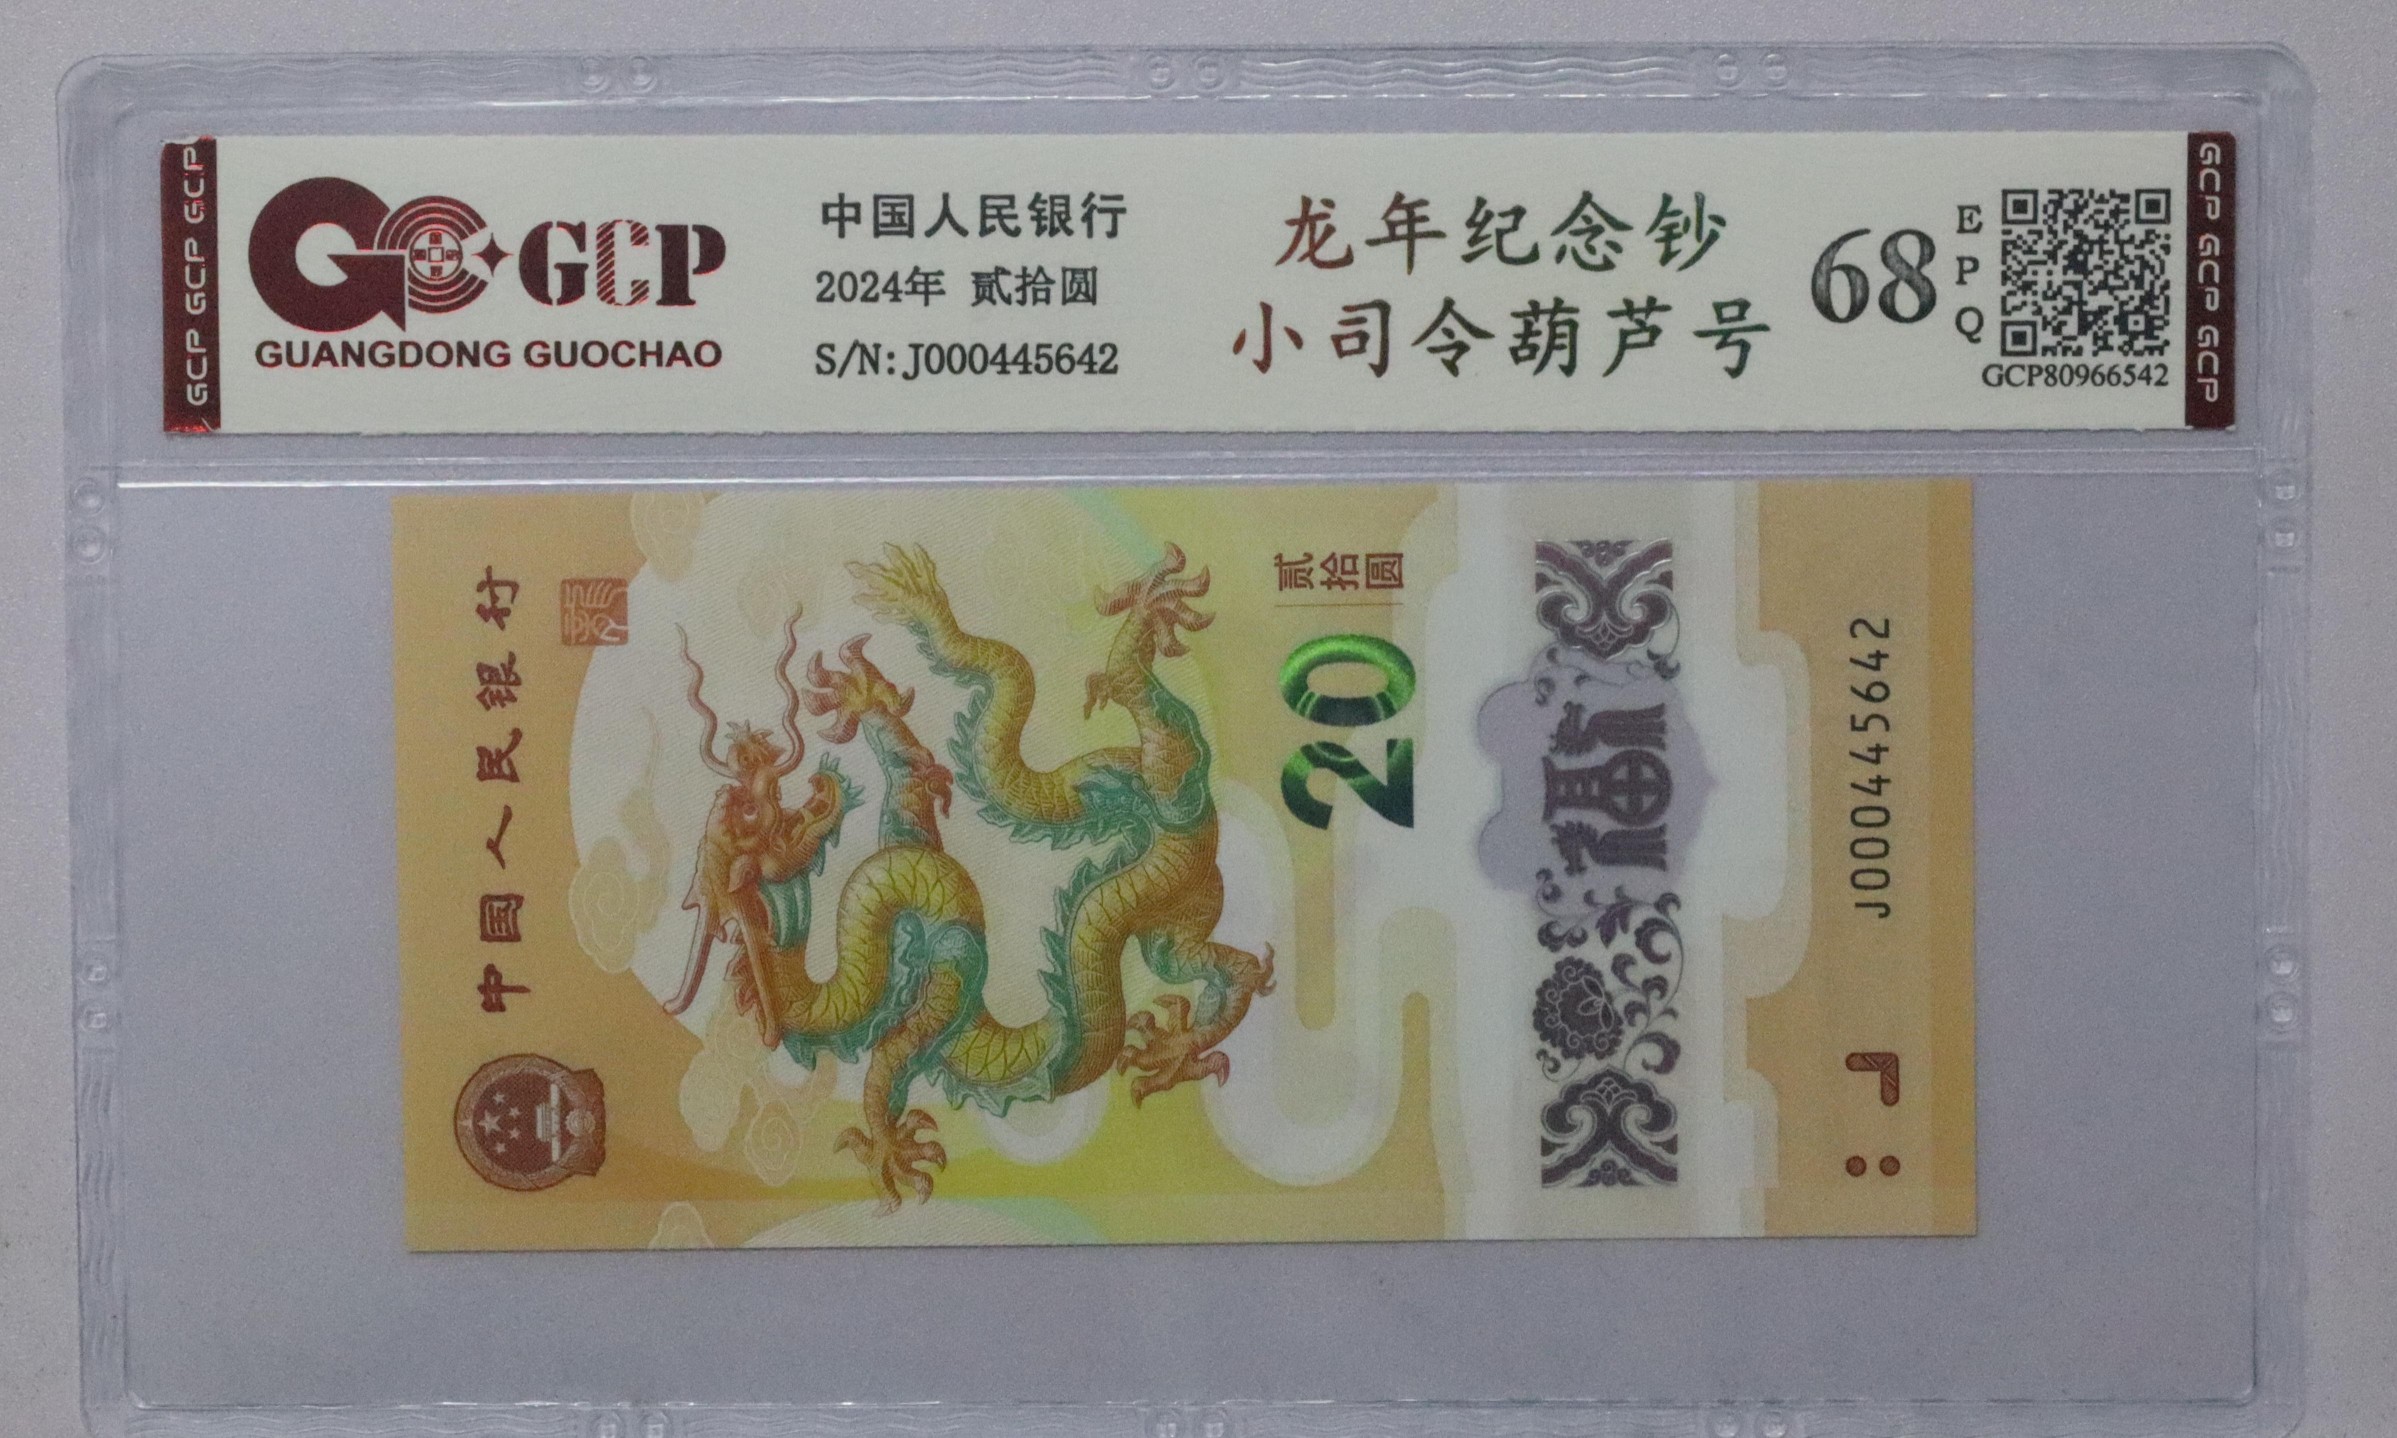 GCP GCP GCP
GCP
GUANGDONG GUOCHAO
中国人民银行
2024年 贰拾圆
S/N: J000445642
龙年纪念钞
小司令葫芦号
68
EPQ
GCP80966542
GCP GCP GCP
中国人民银行
贰拾圆
20
福
J000445642